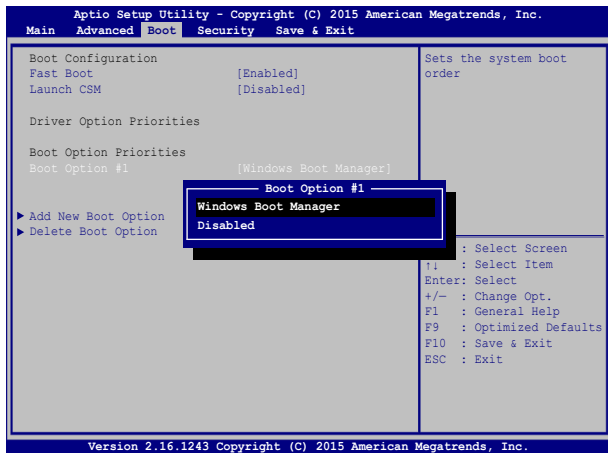 Aptio Setup Utility - Copyright (C) 2015 American Megatrends, Inc.
Main Advanced Boot Security Save & Exit
Boot Configuration
Fast Boot [Enabled]
Launch CSM [Disabled]
Driver Option Priorities
Boot Option Priorities
Boot Option #1 [Windows Boot Manager]
Add New Boot Option
Delete Boot Option
Boot Option #1
Windows Boot Manager
Disabled
Sets the system boot
order
: Select Screen
↑↓ : Select Item
Enter: Select
+/— : Change Opt.
F1 : General Help
F9 : Optimized Defaults
F10 : Save & Exit
ESC : Exit
Version 2.16.1243 Copyright (C) 2015 American Megatrends, Inc.